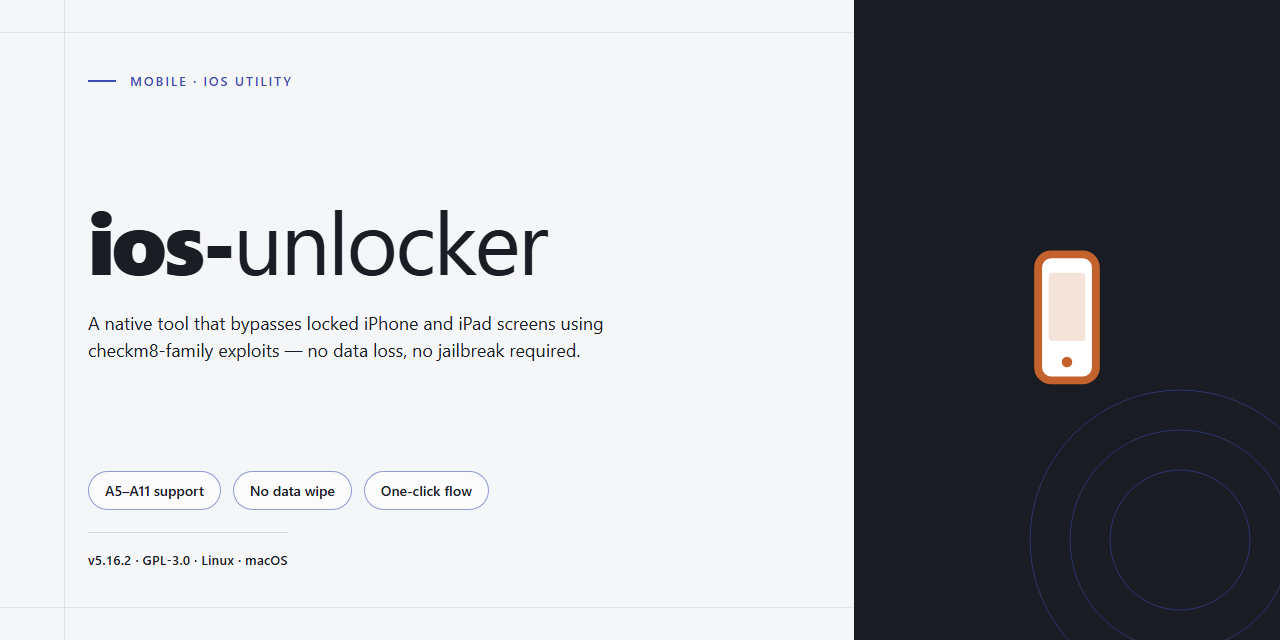 MOBILE · IOS UTILITY
ios-unlocker
A native tool that bypasses locked iPhone and iPad screens using
checkm8-family exploits — no data loss, no jailbreak required.
A5–A11 support
No data wipe
One-click flow
v5.16.2 · GPL-3.0 · Linux · macOS